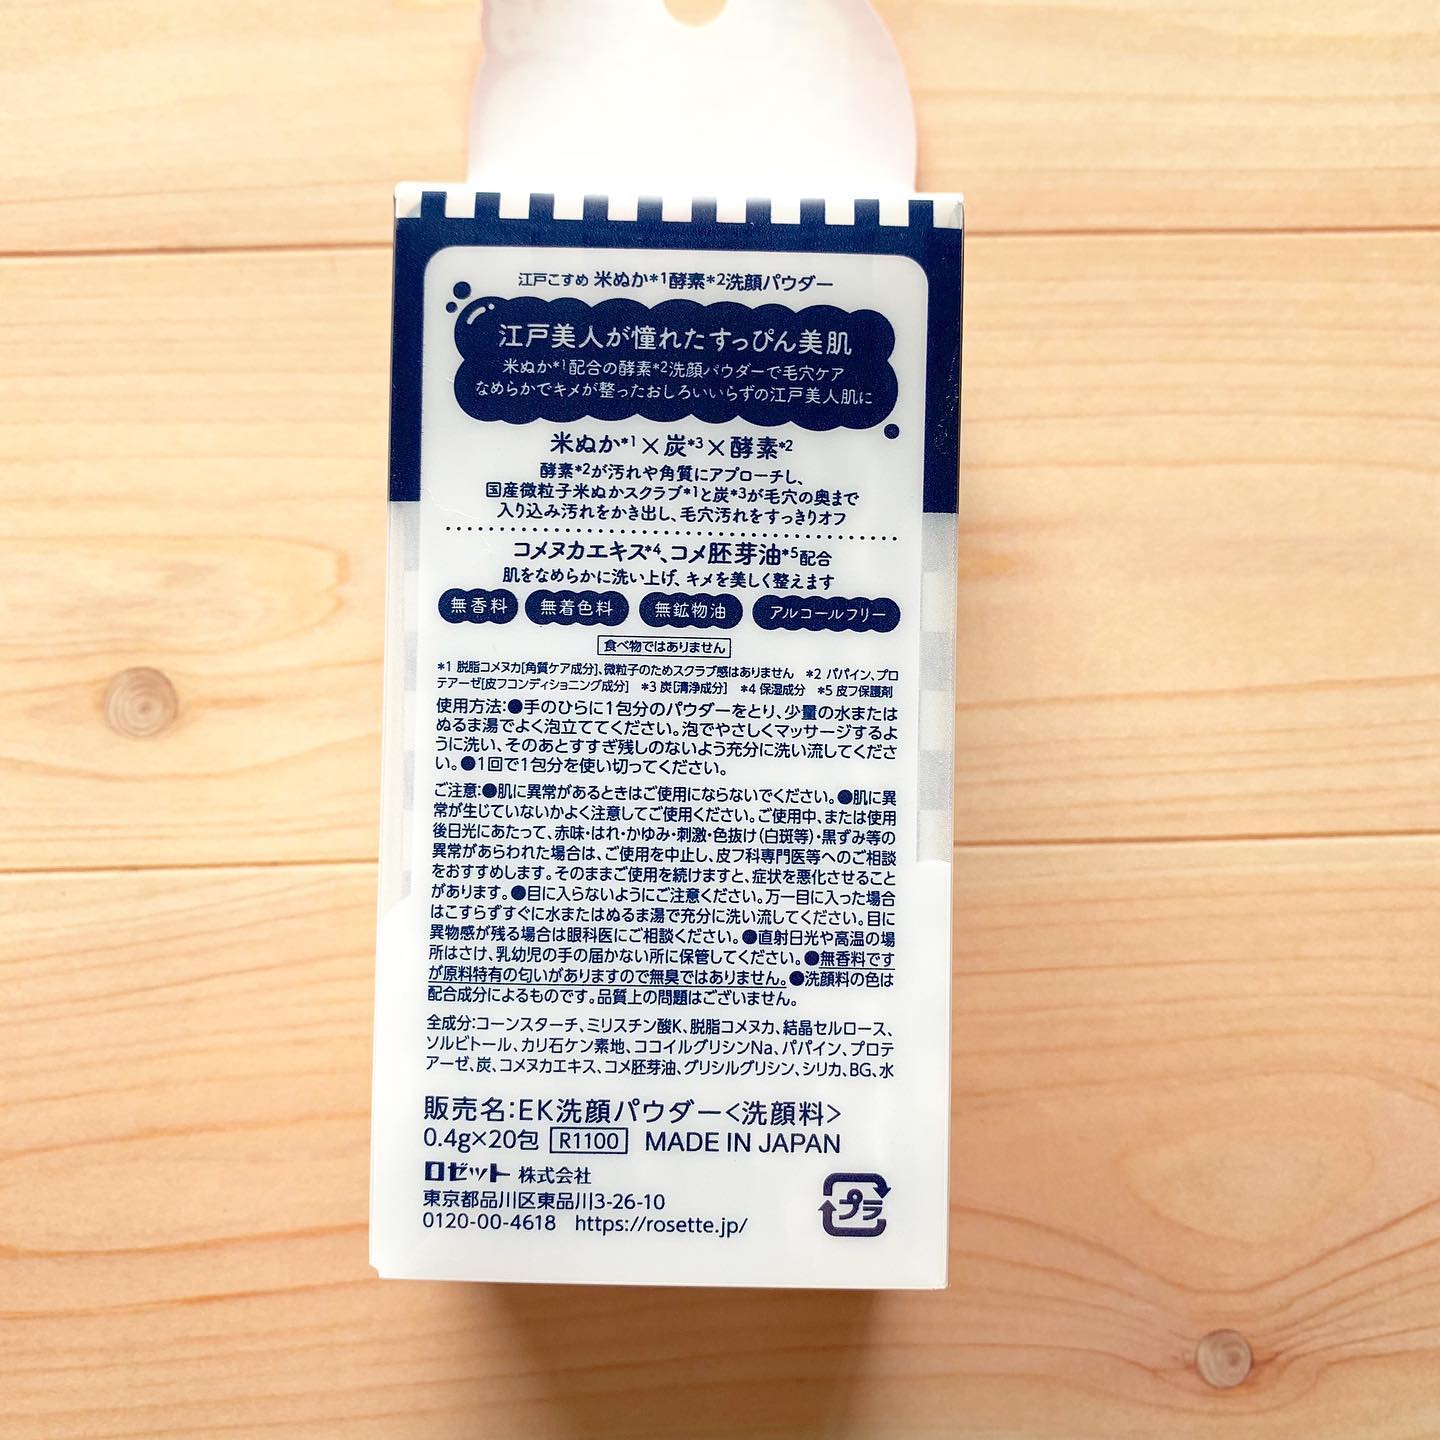 江戸こすめ 米ぬか*1酵素*2洗顔パウダー
江戸美人が憧れたすっぴん美肌
米ぬか*1配合の酵素*2洗顔パウダーで毛穴ケア
なめらかでキメが整ったおしろいいらずの江戸美人肌に
米ぬか*1×炭*3×酵素*2
酵素*2が汚れや角質にアプローチし、
国産微粒子米ぬかスクラブ*1と炭*3が毛穴の奥まで
入り込み汚れをかき出し、毛穴汚れをすっきりオフ
コメヌカエキス*4、コメ胚芽油*5配合
肌をなめらかに洗い上げ、キメを美しく整えます
無香料 無着色料 無鉱物油 アルコールフリー
食べ物ではありません
*1 脱脂コメヌカ[角質ケア成分]、微粒子のためスクラブ感はありません *2 パパイン、プロ
テアーゼ[皮フコンディショニング成分] *3 炭[清浄成分] *4 保湿成分 *5 皮フ保護剤
使用方法:●手のひらに1包分のパウダーをとり、少量の水または
ぬるま湯でよく泡立ててください。泡でやさしくマッサージするよ
うに洗い、そのあとすすぎ残しのないよう充分に洗い流してくださ
い。●1回で1包分を使い切ってください。
ご注意:●肌に異常があるときはご使用にならないでください。●肌に異
常が生じていないかよく注意してご使用ください。ご使用中、または使用
後日光にあたって、赤味・はれ・かゆみ・刺激・色抜け(白斑等)・黒ずみ等の
異常があらわれた場合は、ご使用を中止し、皮フ科専門医等へのご相談
をおすすめします。そのままご使用を続けますと、症状を悪化させること
があります。●目に入らないようにご注意ください。万一目に入った場合
はこすらずすぐに水またはぬるま湯で充分に洗い流してください。目に
異物感が残る場合は眼科医にご相談ください。●直射日光や高温の場
所はさけ、乳幼児の手の届かない所に保管してください。●無香料です
が原料特有の匂いがありますので無臭ではありません。●洗顔料の色は
配合成分によるものです。品質上の問題はございません。
全成分:コーンスターチ、ミリスチン酸K、脱脂コメヌカ、結晶セルロース、
ソルビトール、カリ石ケン素地、ココイルグリシンNa、パパイン、プロテ
アーゼ、炭、コメヌカエキス、コメ胚芽油、グリシルグリシン、シリカ、BG、水
販売名:EK洗顔パウダー<洗顔料>
0.4g×20包 R1100 MADE IN JAPAN
ロゼット 株式会社
東京都品川区東品川3-26-10
0120-00-4618 https://rosette.jp/
プラ